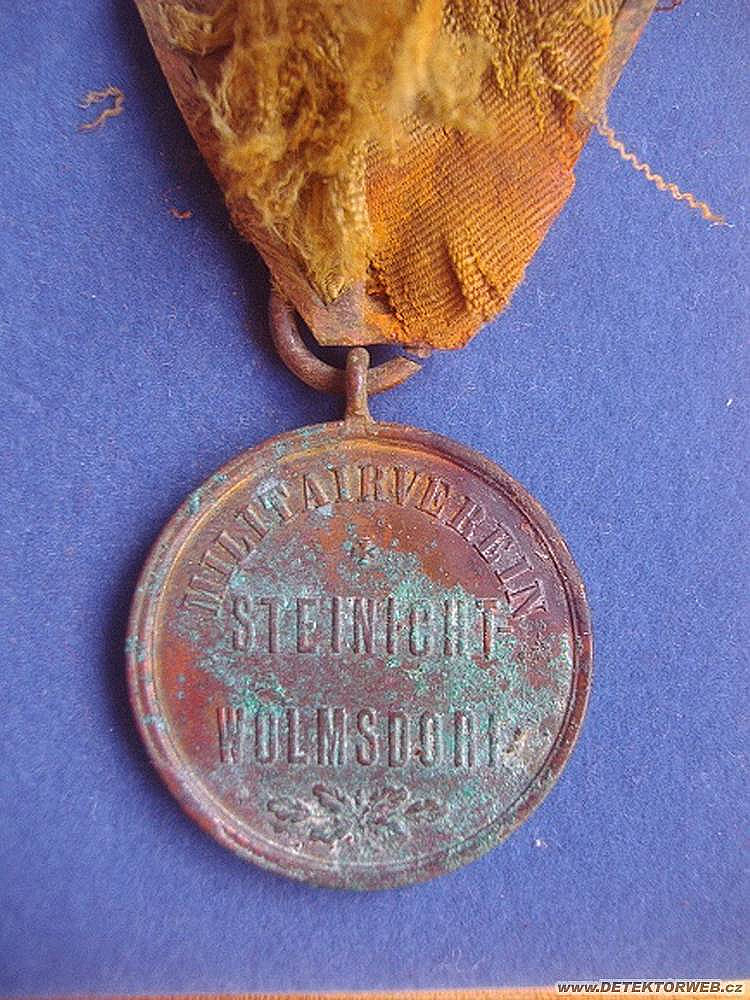 MILITAIRVEREIN
STEINICHT-
WOLMSDORF
www.DETEKTORWEB.cz